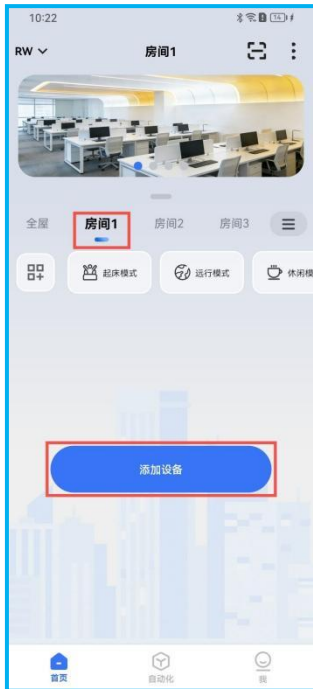 10:22
14
RW
房间1
全屋 房间1 房间2 房间3
起床模式 远行模式 休闲模
添加设备
首页 自动化 我